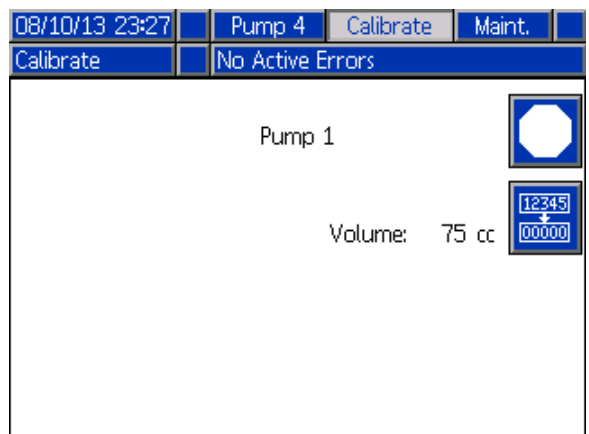 08/10/13 23:27 Pump 4 Calibrate Maint.
Calibrate No Active Errors
Pump 1
12345
Volume: 75 cc
00000